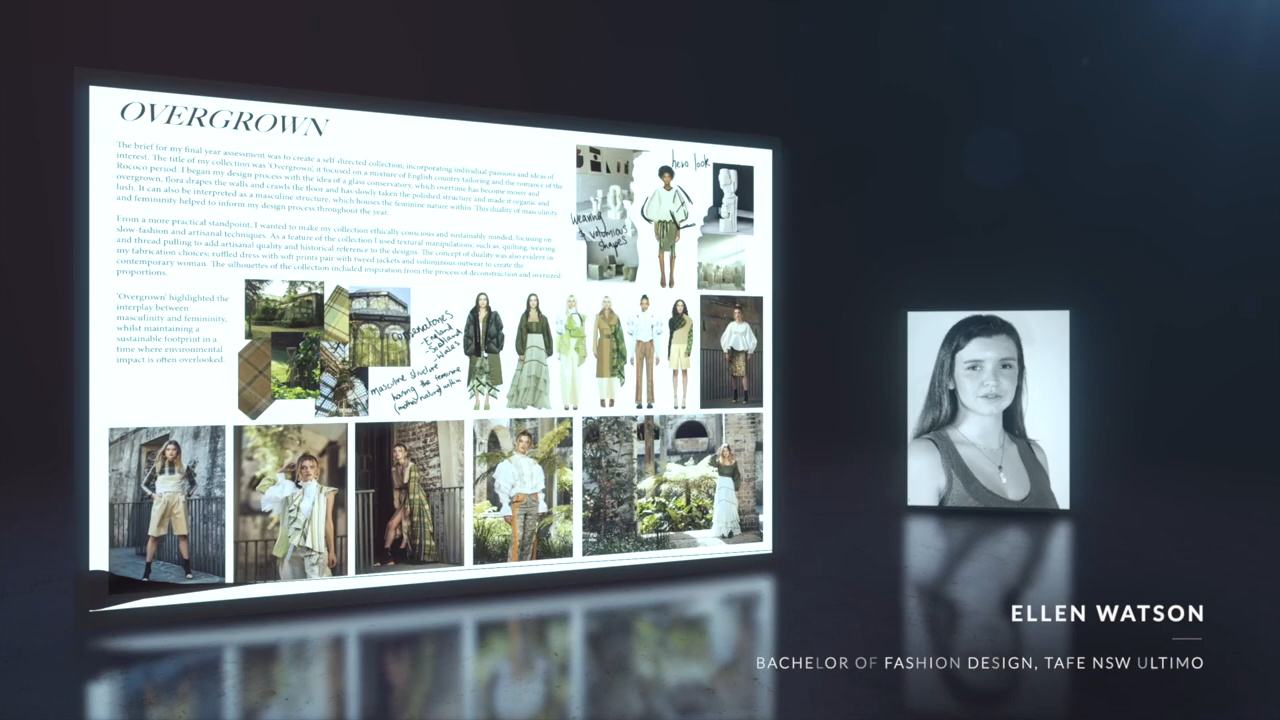 OVERGROWN
The brief for my final year assessment was to create a self-directed collection, incorporating individual passions and ideas of
interest. The title of my collection was 'Overgrown', it focused on a mixture of English country tailoring and the romance of the
Rococo period. I began my design process with the idea of a glass conservatory, which overtime has become mossy and
overgrown, flora drapes the walls and crawls the floor and has slowly taken the polished structure and made it organic and
lush. It can also be interpreted as a masculine structure, which houses the feminine nature within. This duality of masculinity
and femininity helped to inform my design process throughout the year.
From a more practical standpoint, I wanted to make my collection ethically conscious and sustainably minded, focusing on
slow-fashion and artisanal techniques. As a feature of the collection I used textural manipulations, such as, quilting, weaving
and thread pulling to add artisanal quality and historical reference to the designs. The concept of duality was also evident in
my fabrication choices; ruffled dress with soft prints pair with tweed jackets and voluminous outwear to create the
contemporary woman. The silhouettes of the collection included inspiration from the process of deconstruction and oversized
proportions.
'Overgrown' highlighted the
interplay between
masculinity and femininity,
whilst maintaining a
sustainable footprint in a
time where environmental
impact is often overlooked.
hero look
weaving
& voluminous
shapes
conservatories
- England
- Scotland
- Wales
masculine structure
housing the feminine
(mother nature) within
ELLEN WATSON
BACHELOR OF FASHION DESIGN, TAFE NSW ULTIMO